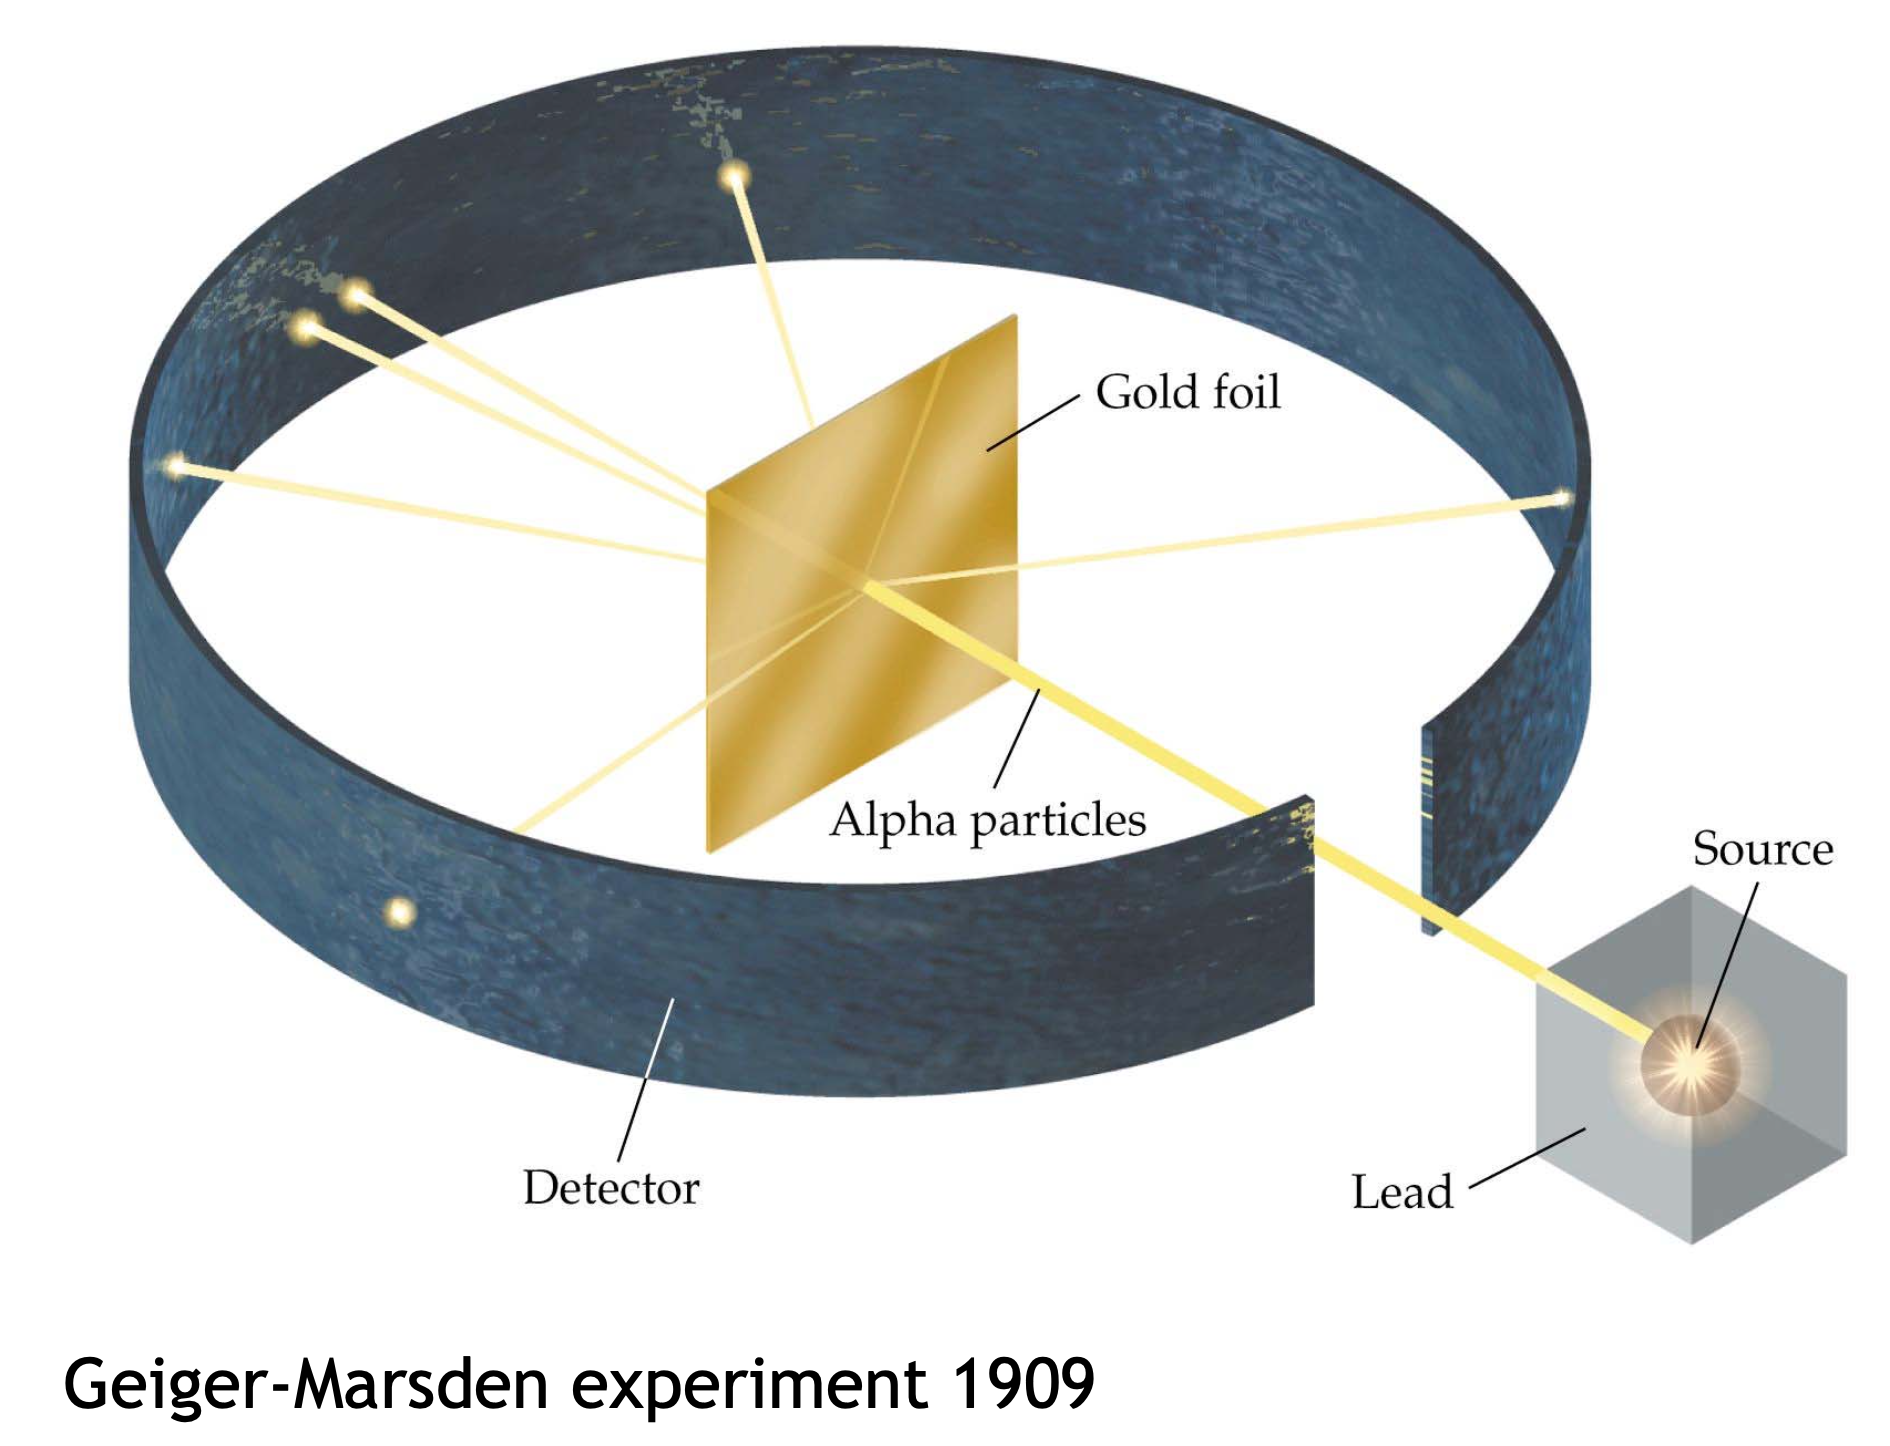 Gold foil
Alpha particles
Source
Detector
Lead
Geiger-Marsden experiment 1909